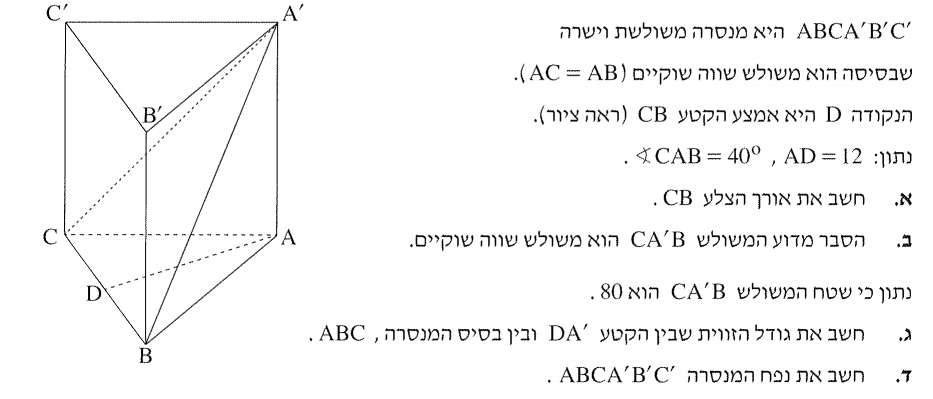 ABCA′B′C′ היא מנסרה משולשת וישרה
שבסיסה הוא משולש שווה שוקיים (AC = AB).
הנקודה D היא אמצע הקטע CB (ראה ציור).
נתון: AD = 12 , ∢CAB = 40° .
א. חשב את אורך הצלע CB .
ב. הסבר מדוע המשולש CA′B הוא משולש שווה שוקיים.
נתון כי שטח המשולש CA′B הוא 80 .
ג. חשב את גודל הזווית שבין הקטע DA′ ובין בסיס המנסרה , ABC .
ד. חשב את נפח המנסרה ABCA′B′C′ .
C′
A′
B′
C
A
D
B